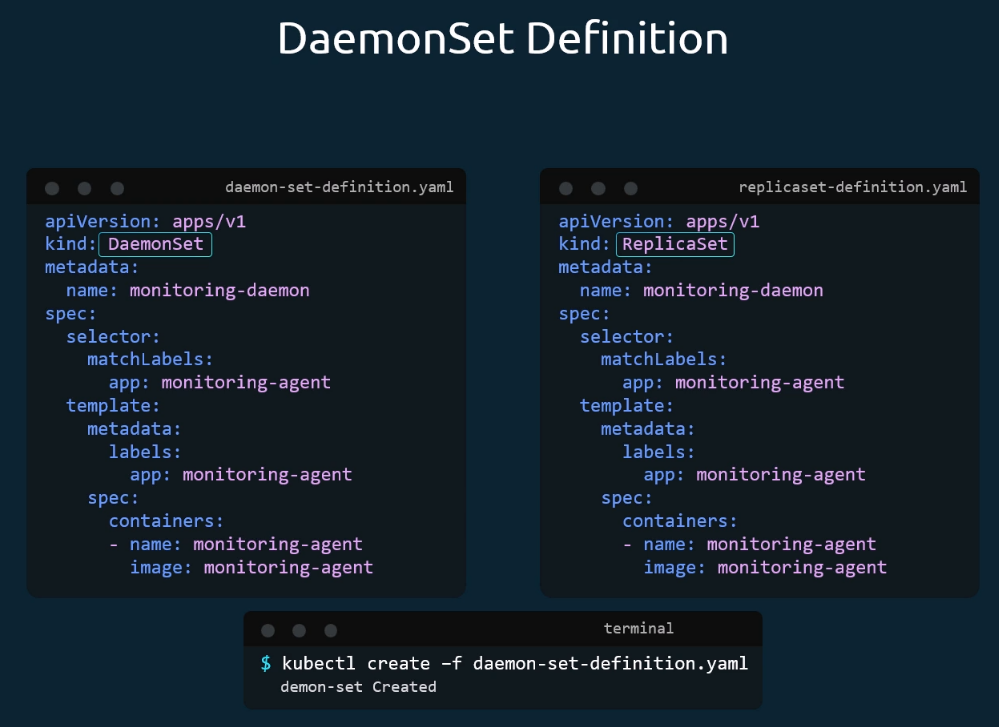 DaemonSet Definition
daemon-set-definition.yaml
apiVersion: apps/v1
kind: DaemonSet
metadata:
  name: monitoring-daemon
spec:
  selector:
    matchLabels:
      app: monitoring-agent
  template:
    metadata:
      labels:
        app: monitoring-agent
    spec:
      containers:
      - name: monitoring-agent
        image: monitoring-agent
replicaset-definition.yaml
apiVersion: apps/v1
kind: ReplicaSet
metadata:
  name: monitoring-daemon
spec:
  selector:
    matchLabels:
      app: monitoring-agent
  template:
    metadata:
      labels:
        app: monitoring-agent
    spec:
      containers:
      - name: monitoring-agent
        image: monitoring-agent
terminal
$ kubectl create –f daemon-set-definition.yaml
demon-set Created